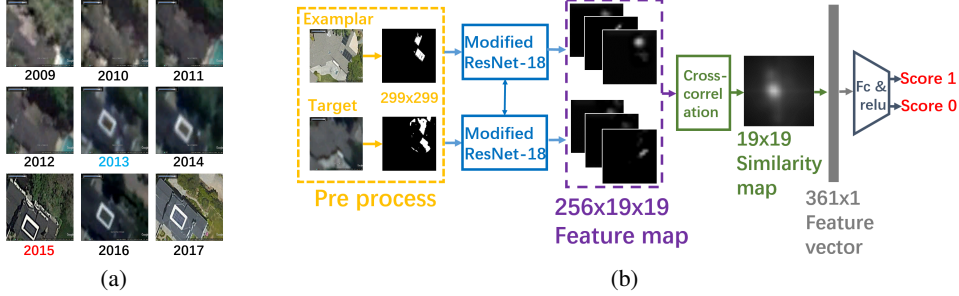 2009 2010 2011
2012 2013 2014
2015 2016 2017
(a)
Examplar
299x299
Target
Pre process
Modified
ResNet-18
Modified
ResNet-18
256x19x19
Feature map
Cross-
correl
ation
19x19
Similarity
map
361x1
Feature
vector
Fc &
relu
Score 1
Score 0
(b)